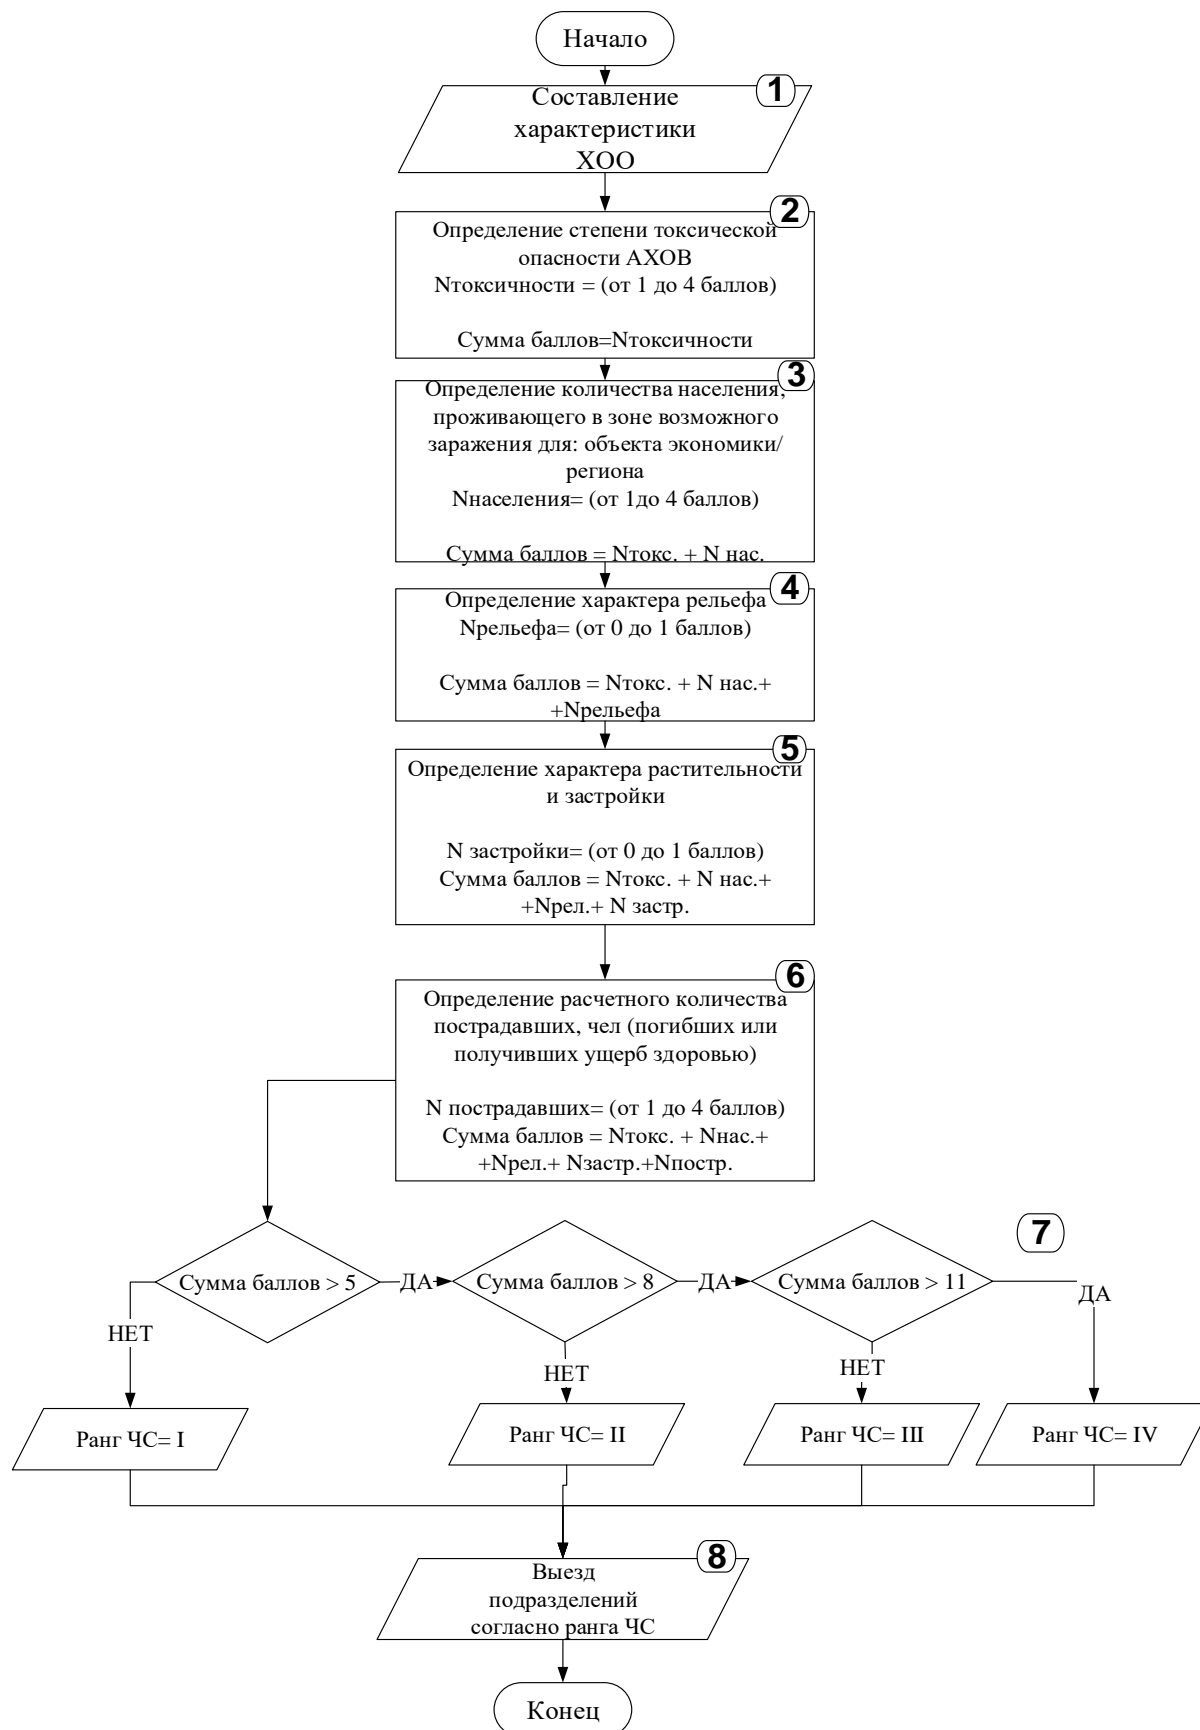 Начало
1
Составление
характеристики
ХОО
2
Определение степени токсической
опасности АХОВ
Nтоксичности = (от 1 до 4 баллов)
Сумма баллов=Nтоксичности
3
Определение количества населения,
проживающего в зоне возможного
заражения для: объекта экономики/
региона
Nнаселения= (от 1до 4 баллов)
Сумма баллов = Nтокс. + N нас.
4
Определение характера рельефа
Nрельефа= (от 0 до 1 баллов)
Сумма баллов = Nтокс. + N нас.+
+Nрельефа
5
Определение характера растительности
и застройки
N застройки= (от 0 до 1 баллов)
Сумма баллов = Nтокс. + N нас.+
+Nрел.+ N застр.
6
Определение расчетного количества
пострадавших, чел (погибших или
получивших ущерб здоровью)
N пострадавших= (от 1 до 4 баллов)
Сумма баллов = Nтокс. + Nнас.+
+Nрел.+ Nзастр.+Nпостр.
7
Сумма баллов > 5
ДА
Сумма баллов > 8
ДА
Сумма баллов > 11
ДА
НЕТ
НЕТ
НЕТ
Ранг ЧС= I
Ранг ЧС= II
Ранг ЧС= III
Ранг ЧС= IV
8
Выезд
подразделений
согласно ранга ЧС
Конец